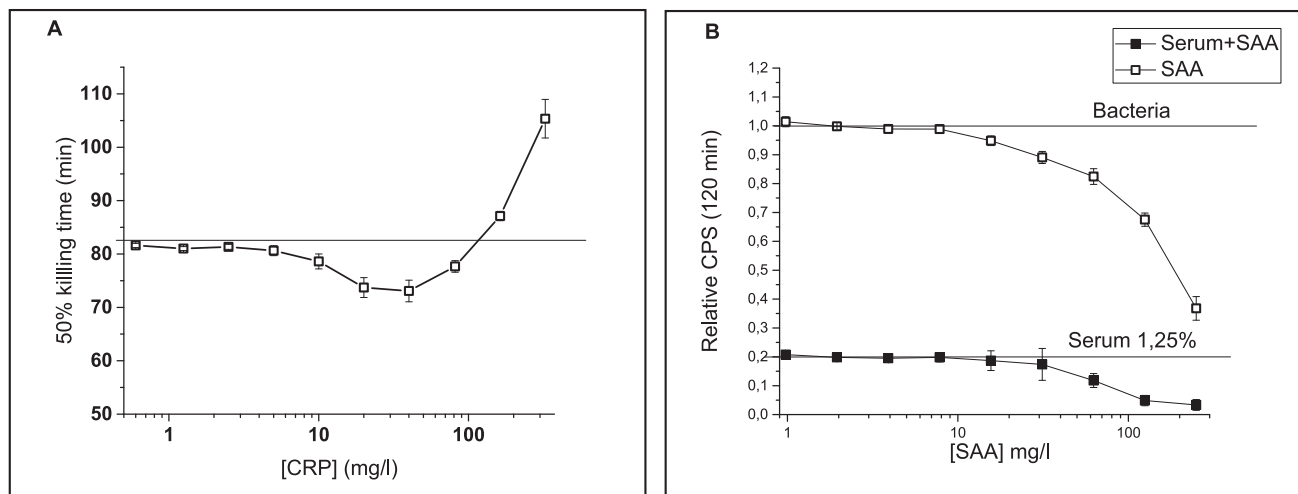 A
50% killling time (min)
110
100
90
80
70
60
50
1 10 100
[CRP] (mg/l)
B
Serum+SAA
SAA
Relative CPS (120 min)
1,2
1,1
1,0
0,9
0,8
0,7
0,6
0,5
0,4
0,3
0,2
0,1
0,0
Bacteria
Serum 1,25%
1 10 100
[SAA] mg/l